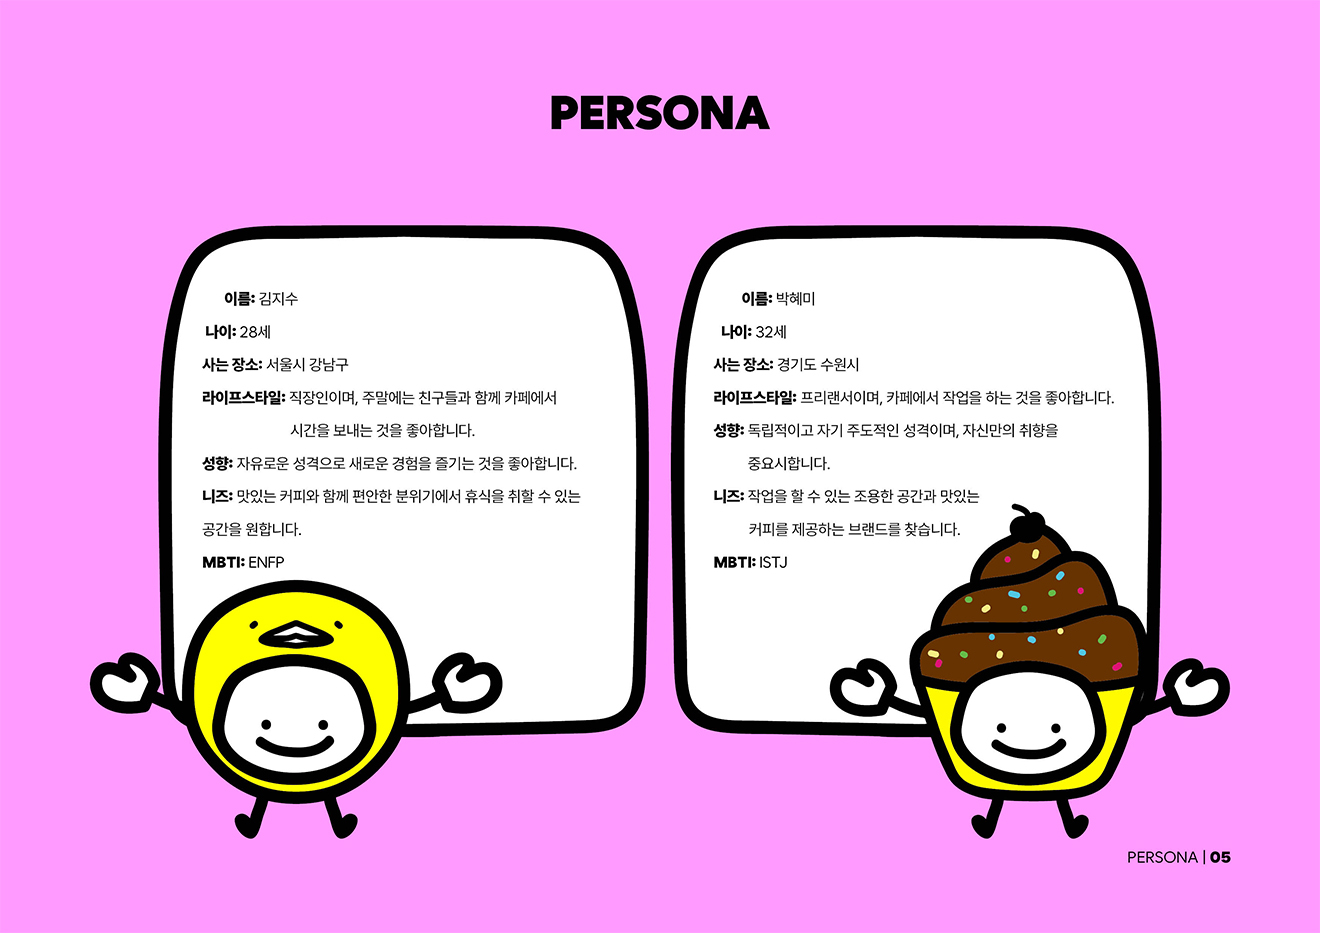 PERSONA
이름: 김지수
나이: 28세
사는 장소: 서울시 강남구
라이프스타일: 직장인이며, 주말에는 친구들과 함께 카페에서
시간을 보내는 것을 좋아합니다.
성향: 자유로운 성격으로 새로운 경험을 즐기는 것을 좋아합니다.
니즈: 맛있는 커피와 함께 편안한 분위기에서 휴식을 취할 수 있는
공간을 원합니다.
MBTI: ENFP
이름: 박혜미
나이: 32세
사는 장소: 경기도 수원시
라이프스타일: 프리랜서이며, 카페에서 작업을 하는 것을 좋아합니다.
성향: 독립적이고 자기 주도적인 성격이며, 자신만의 취향을
중요시합니다.
니즈: 작업을 할 수 있는 조용한 공간과 맛있는
커피를 제공하는 브랜드를 찾습니다.
MBTI: ISTJ
PERSONA | 05